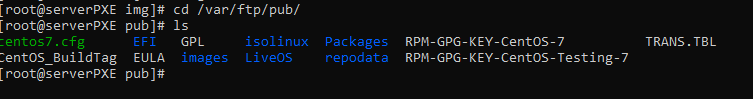 [root@serverPXE img]# cd /var/ftp/pub/
[root@serverPXE pub]# ls
centos7.cfg EFI GPL isolinux Packages RPM-GPG-KEY-CentOS-7 TRANS.TBL
CentOS_BuildTag EULA images LiveOS repodata RPM-GPG-KEY-CentOS-Testing-7
[root@serverPXE pub]#